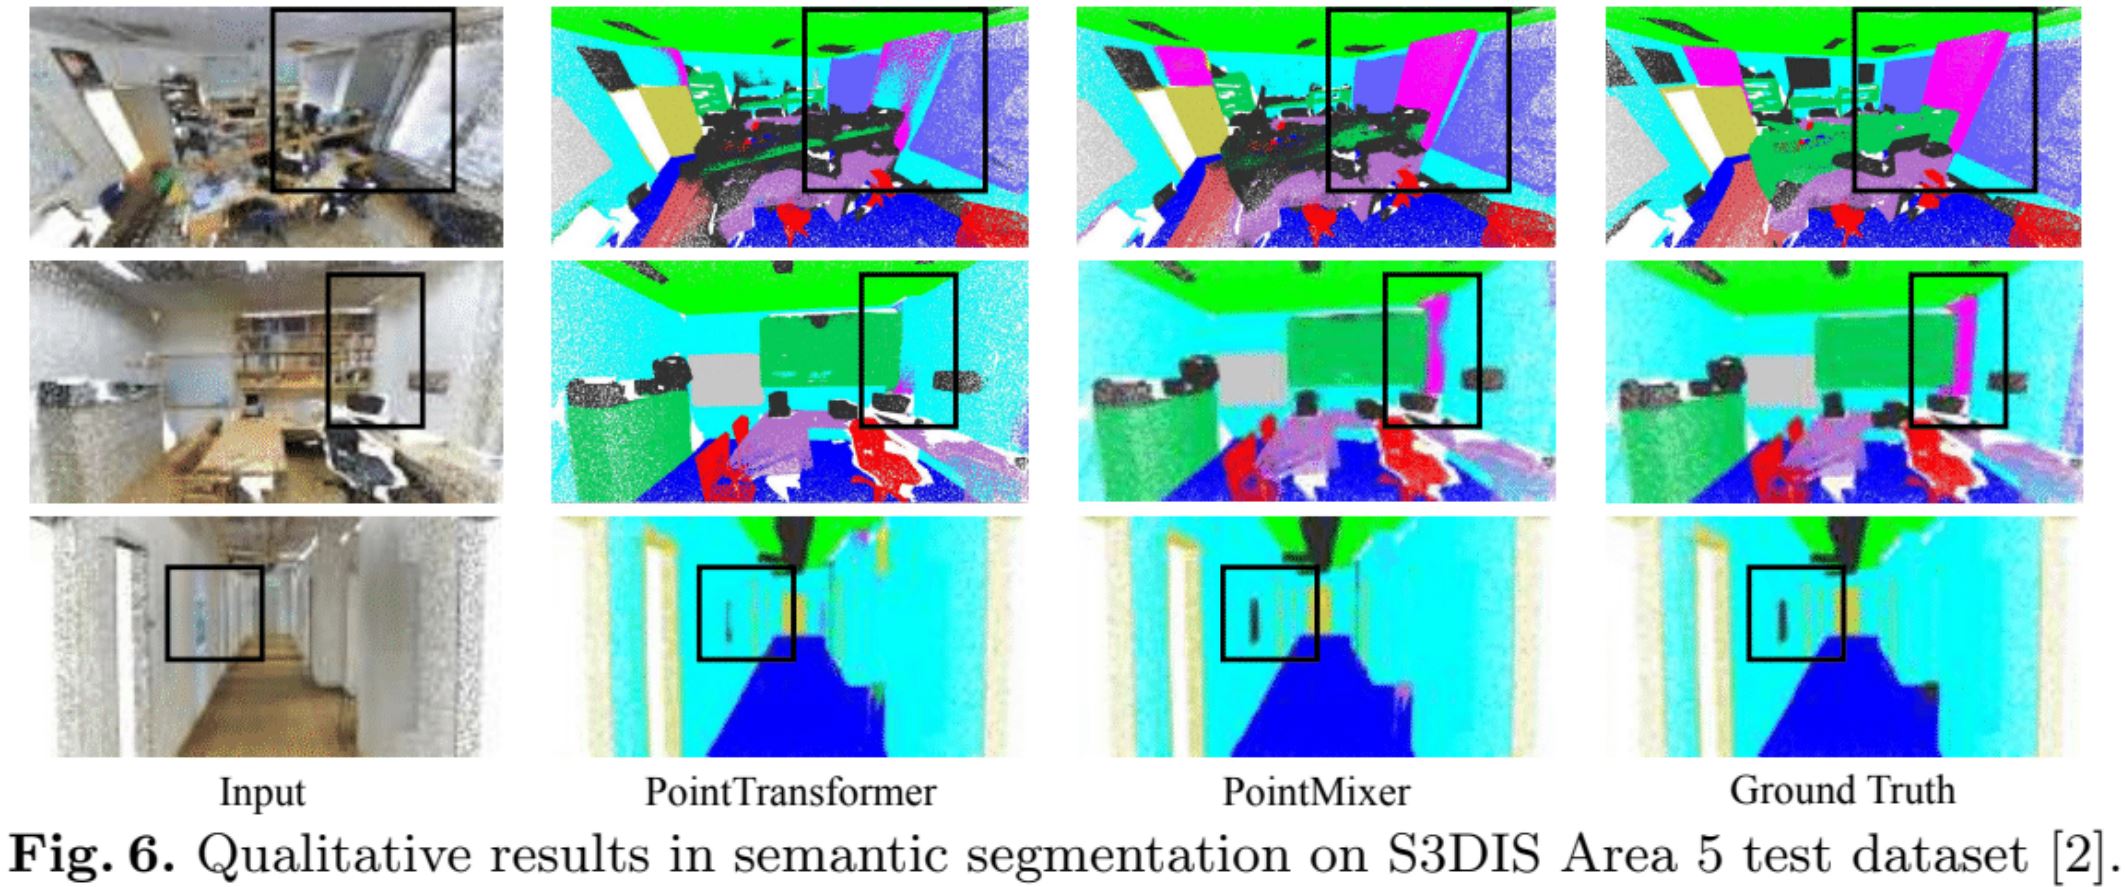 Input PointTransformer PointMixer Ground Truth
Fig. 6. Qualitative results in semantic segmentation on S3DIS Area 5 test dataset [2].